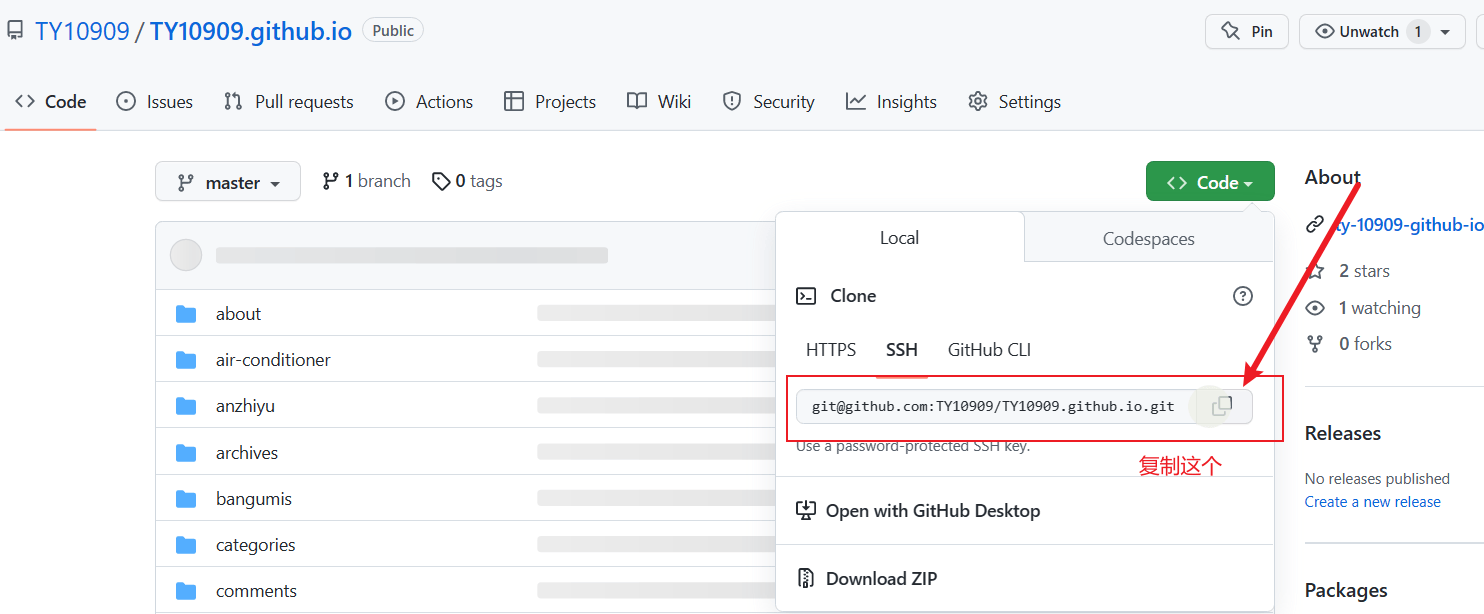 TY10909 / TY10909.github.io Public
Pin
Unwatch 1
Code
Issues
Pull requests
Actions
Projects
Wiki
Security
Insights
Settings
master
1 branch
0 tags
Code
Local
Codespaces
Clone
HTTPS
SSH
GitHub CLI
git@github.com:TY10909/TY10909.github.io.git
Use a password-protected SSH key.
复制这个
Open with GitHub Desktop
Download ZIP
about
air-conditioner
anzhiyu
archives
bangumis
categories
comments
About
ty-10909-github-io
2 stars
1 watching
0 forks
Releases
No releases published
Create a new release
Packages